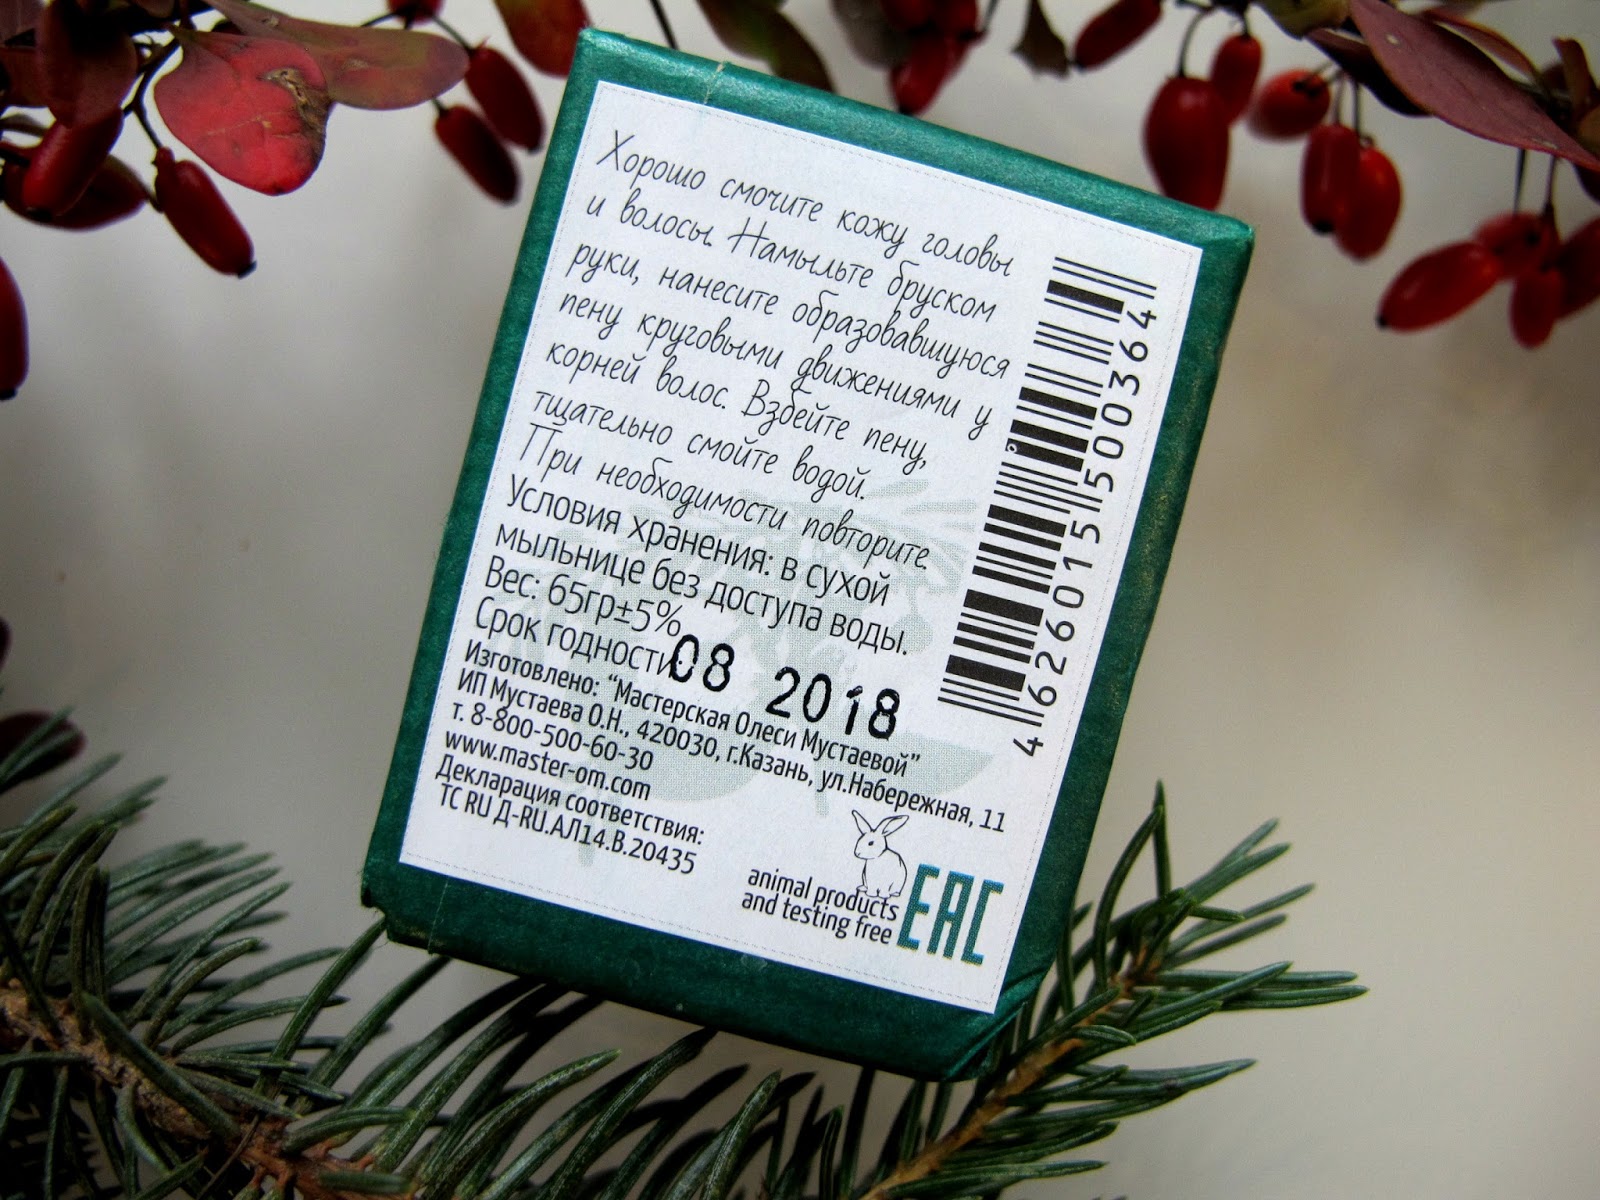 Хорошо смочите кожу головы
и волосы. Намыльте бруском
руки, нанесите образовавшуюся
пену круговыми движениями у
корней волос. Взбейте пену,
тщательно смойте водой.
При необходимости повторите.
Условия хранения: в сухой
мыльнице без доступа воды.
Вес: 65гр±5%
Срок годности: 08 2018
Изготовлено: "Мастерская Олеси Мустаевой"
ИП Мустаева О.Н., 420030, г.Казань, ул.Набережная, 11
т. 8-800-500-60-30
www.master-om.com
Декларация соответствия:
ТС RU Д-RU.АЛ14.В.20435
animal products
and testing free
EAC
4626015500364